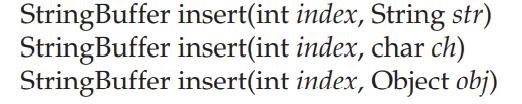 StringBuffer insert(int index, String str)
StringBuffer insert(int index, char ch)
StringBuffer insert(int index, Object obj)